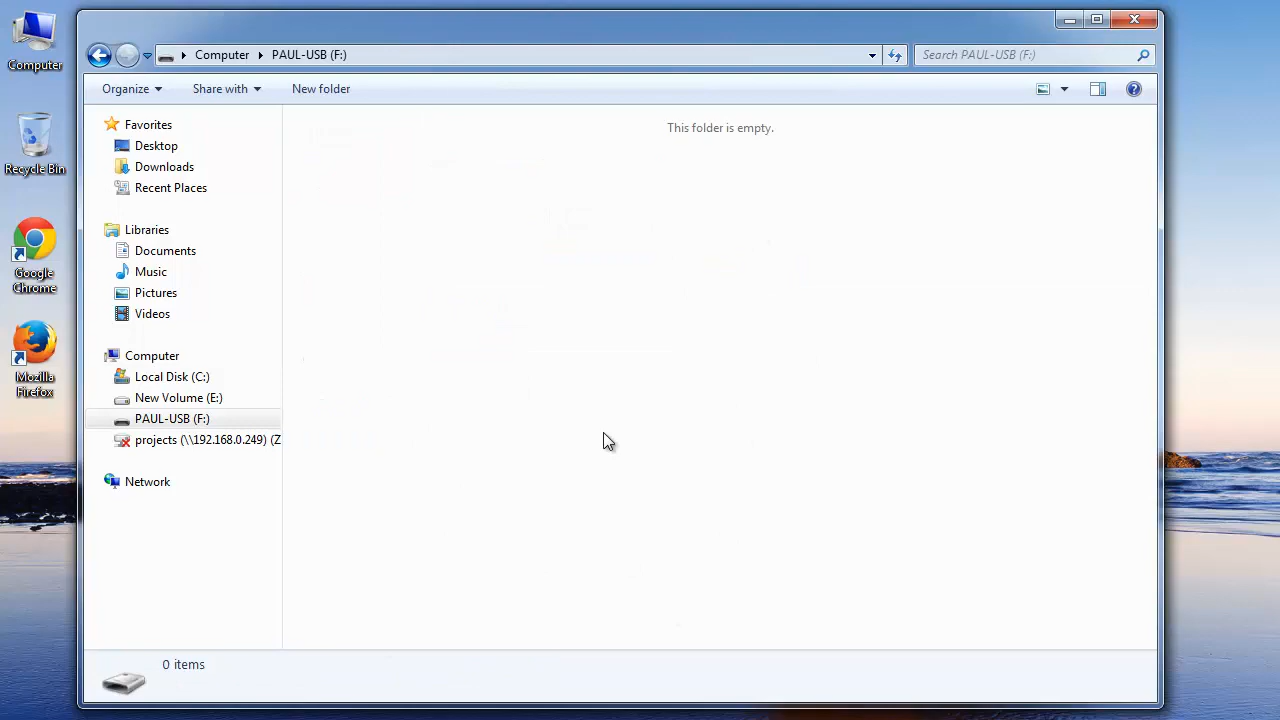 Computer
Recycle Bin
Google
Chrome
Mozilla
Firefox
Computer
PAUL-USB (F:)
Search PAUL-USB (F:)
Organize
Share with
New folder
Favorites
Desktop
Downloads
Recent Places
Libraries
Documents
Music
Pictures
Videos
Computer
Local Disk (C:)
New Volume (E:)
PAUL-USB (F:)
projects (\\192.168.0.249) (Z
Network
This folder is empty.
0 items